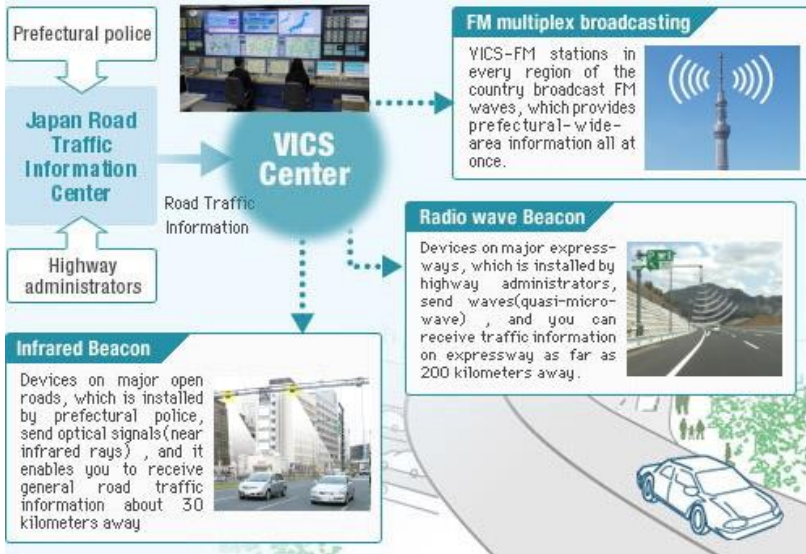 Prefectural police
Japan Road
Traffic
Information
Center
Highway
administrators
Road Traffic
Information
VICS
Center
FM multiplex broadcasting
VICS-FM stations in
every region of the
country broadcast FM
waves, which provides
prefectural-wide-
area information all at
once.
Radio wave Beacon
Devices on major express-
ways, which is installed by
highway administrators,
send waves(quasi-micro-
wave) , and you can
receive traffic information
on expressway as far as
200 kilometers away.
Infrared Beacon
Devices on major open
roads, which is installed
by prefectural police,
send optical signals(near
infrared rays) , and it
enables you to receive
general road traffic
information about 30
kilometers away